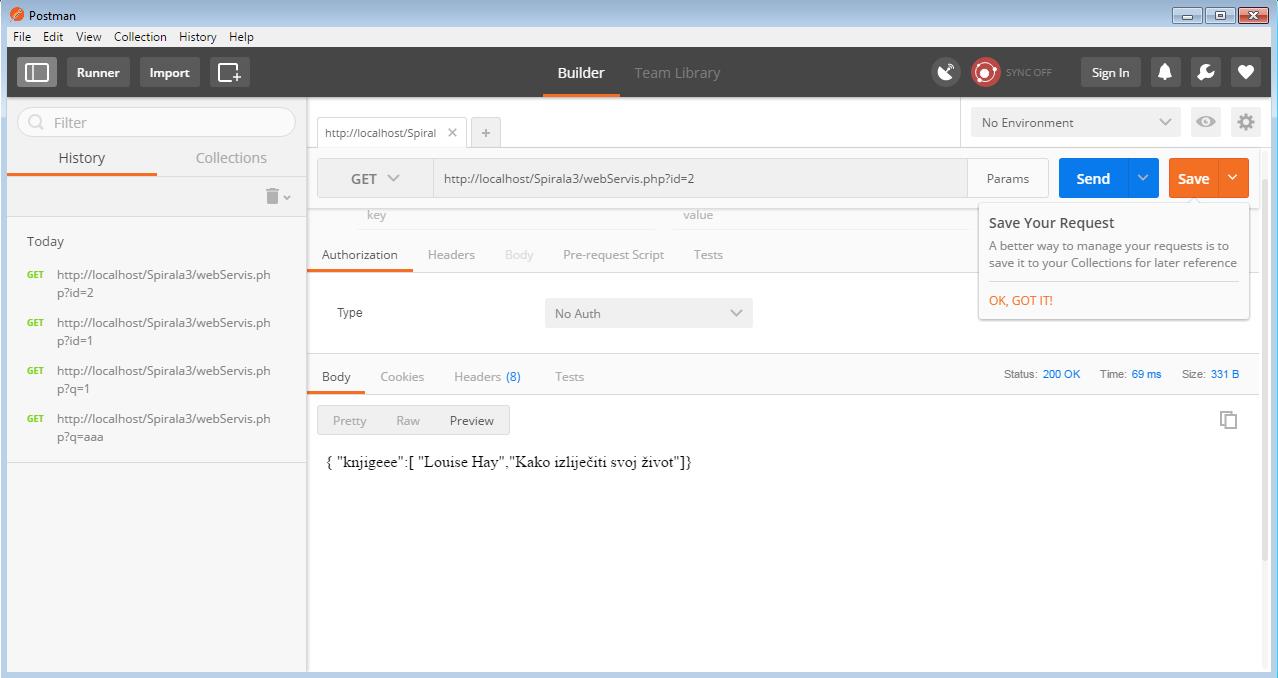 Postman
File Edit View Collection History Help
Runner Import Builder Team Library SYNC OFF Sign In
Filter
History Collections
Today
GET http://localhost/Spirala3/webServis.ph
p?id=2
GET http://localhost/Spirala3/webServis.ph
p?id=1
GET http://localhost/Spirala3/webServis.ph
p?q=1
GET http://localhost/Spirala3/webServis.ph
p?q=aaa
http://localhost/Spiral
No Environment
GET http://localhost/Spirala3/webServis.php?id=2 Params Send Save
key value
Save Your Request
A better way to manage your requests is to
save it to your Collections for later reference
OK, GOT IT!
Authorization Headers Body Pre-request Script Tests
Type No Auth
Body Cookies Headers (8) Tests Status: 200 OK Time: 69 ms Size: 331 B
Pretty Raw Preview
{ "knjigeee":[ "Louise Hay","Kako izliječiti svoj život"]}